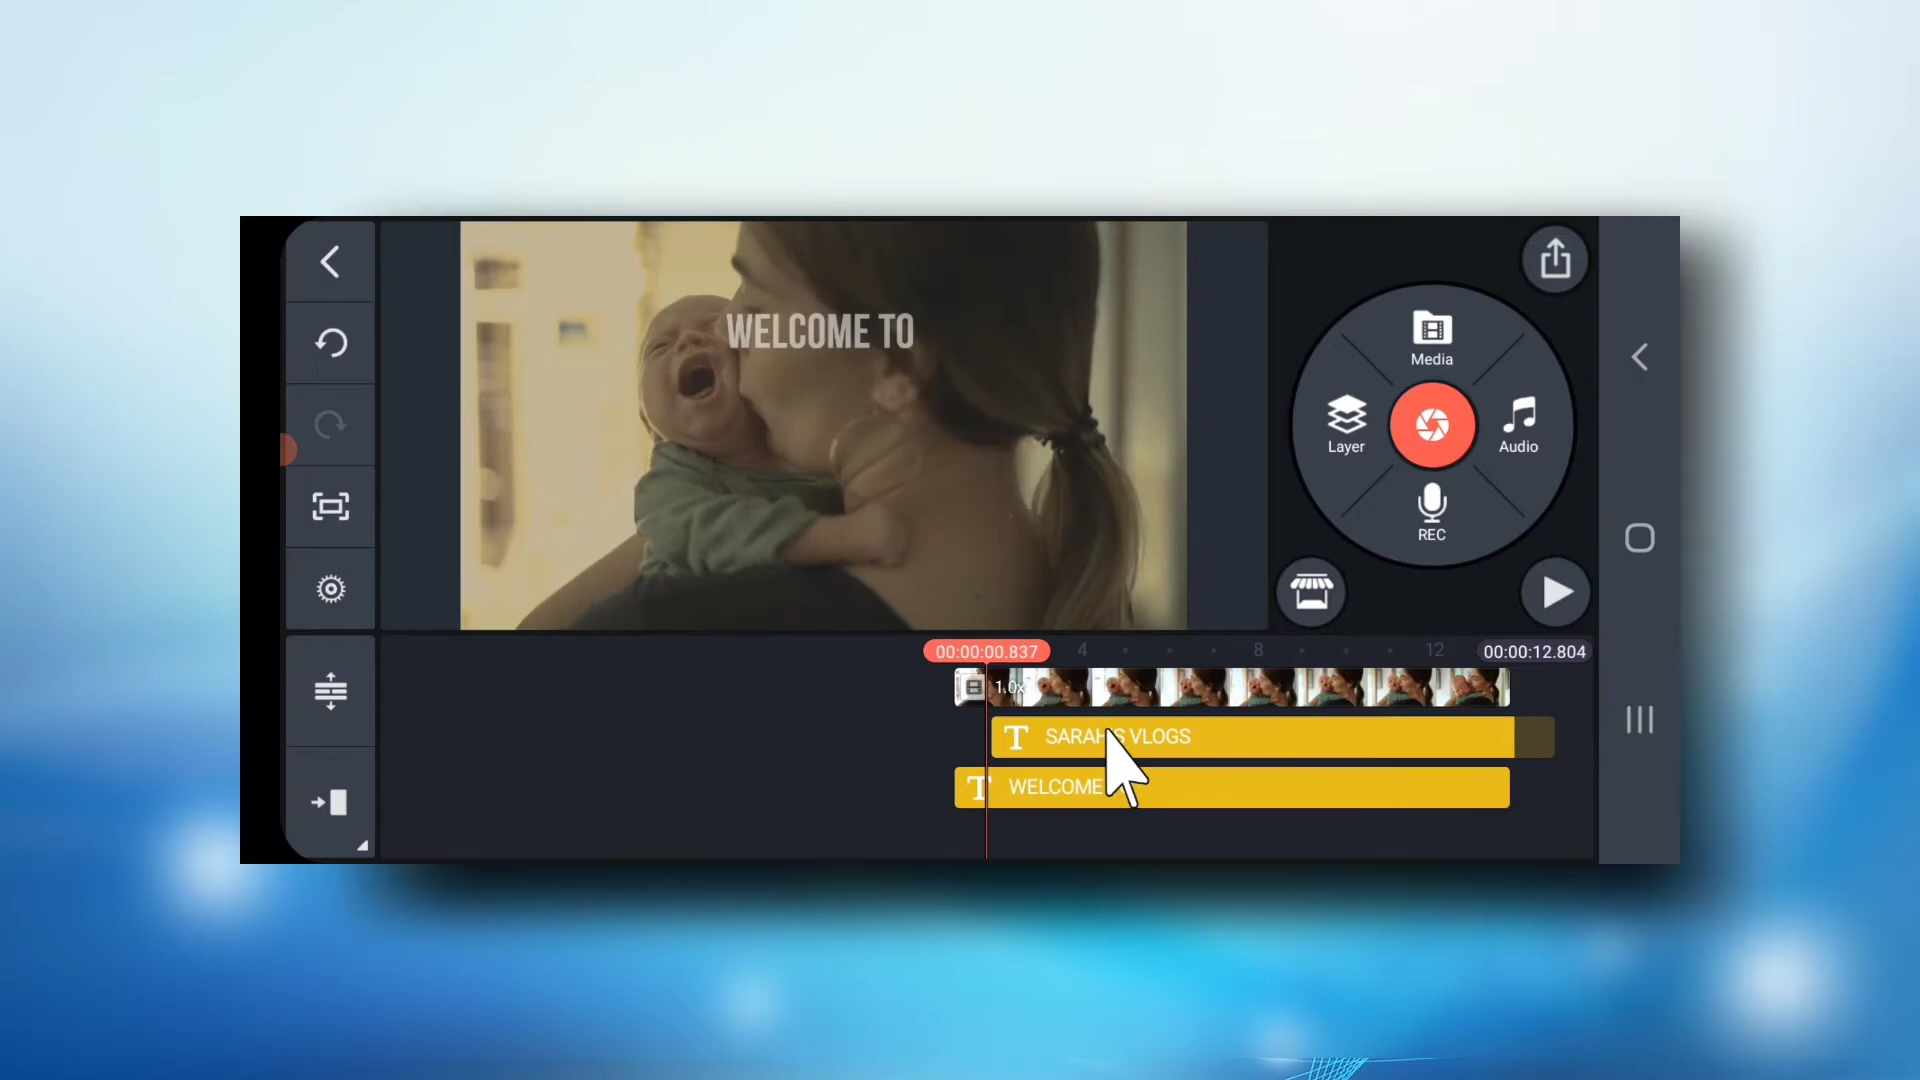 WELCOME TO
Media
Layer
Audio
REC
00:00:00.837
4
8
12
00:00:12.804
1.0x
T SARAH'S VLOGS
T WELCOME